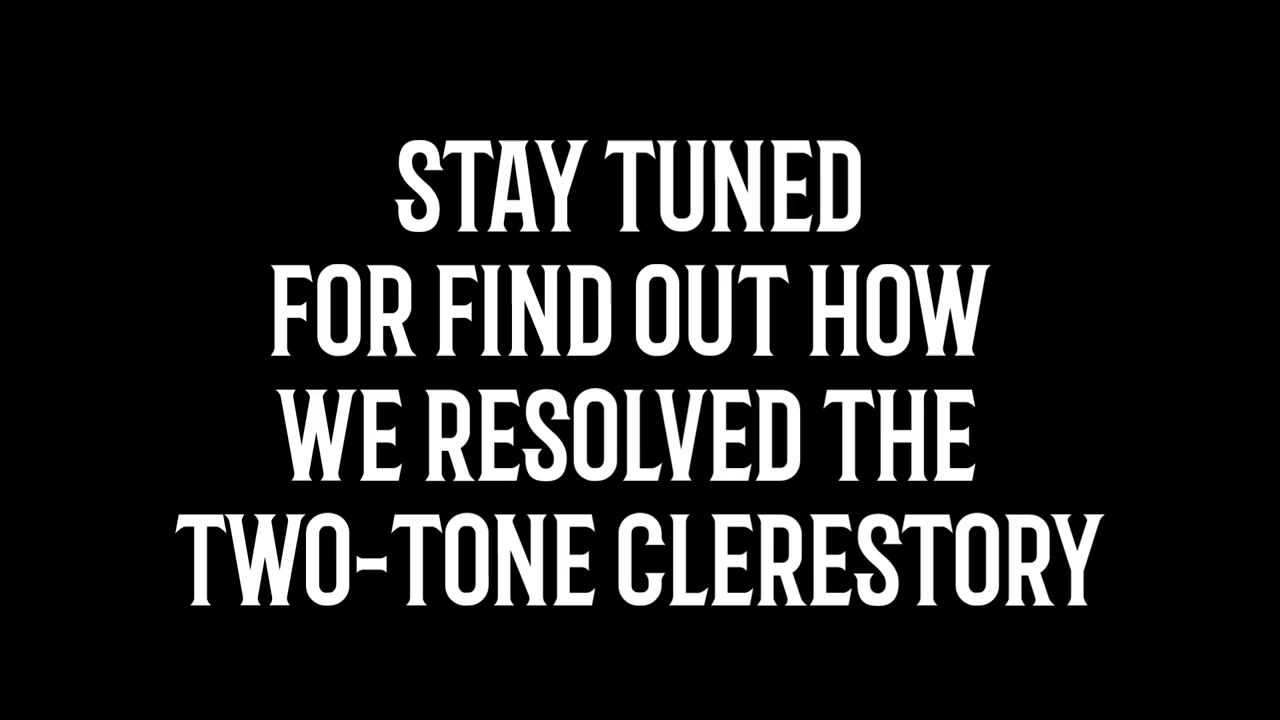 STAY TUNED
FOR FIND OUT HOW
WE RESOLVED THE
TWO-TONE CLERESTORY